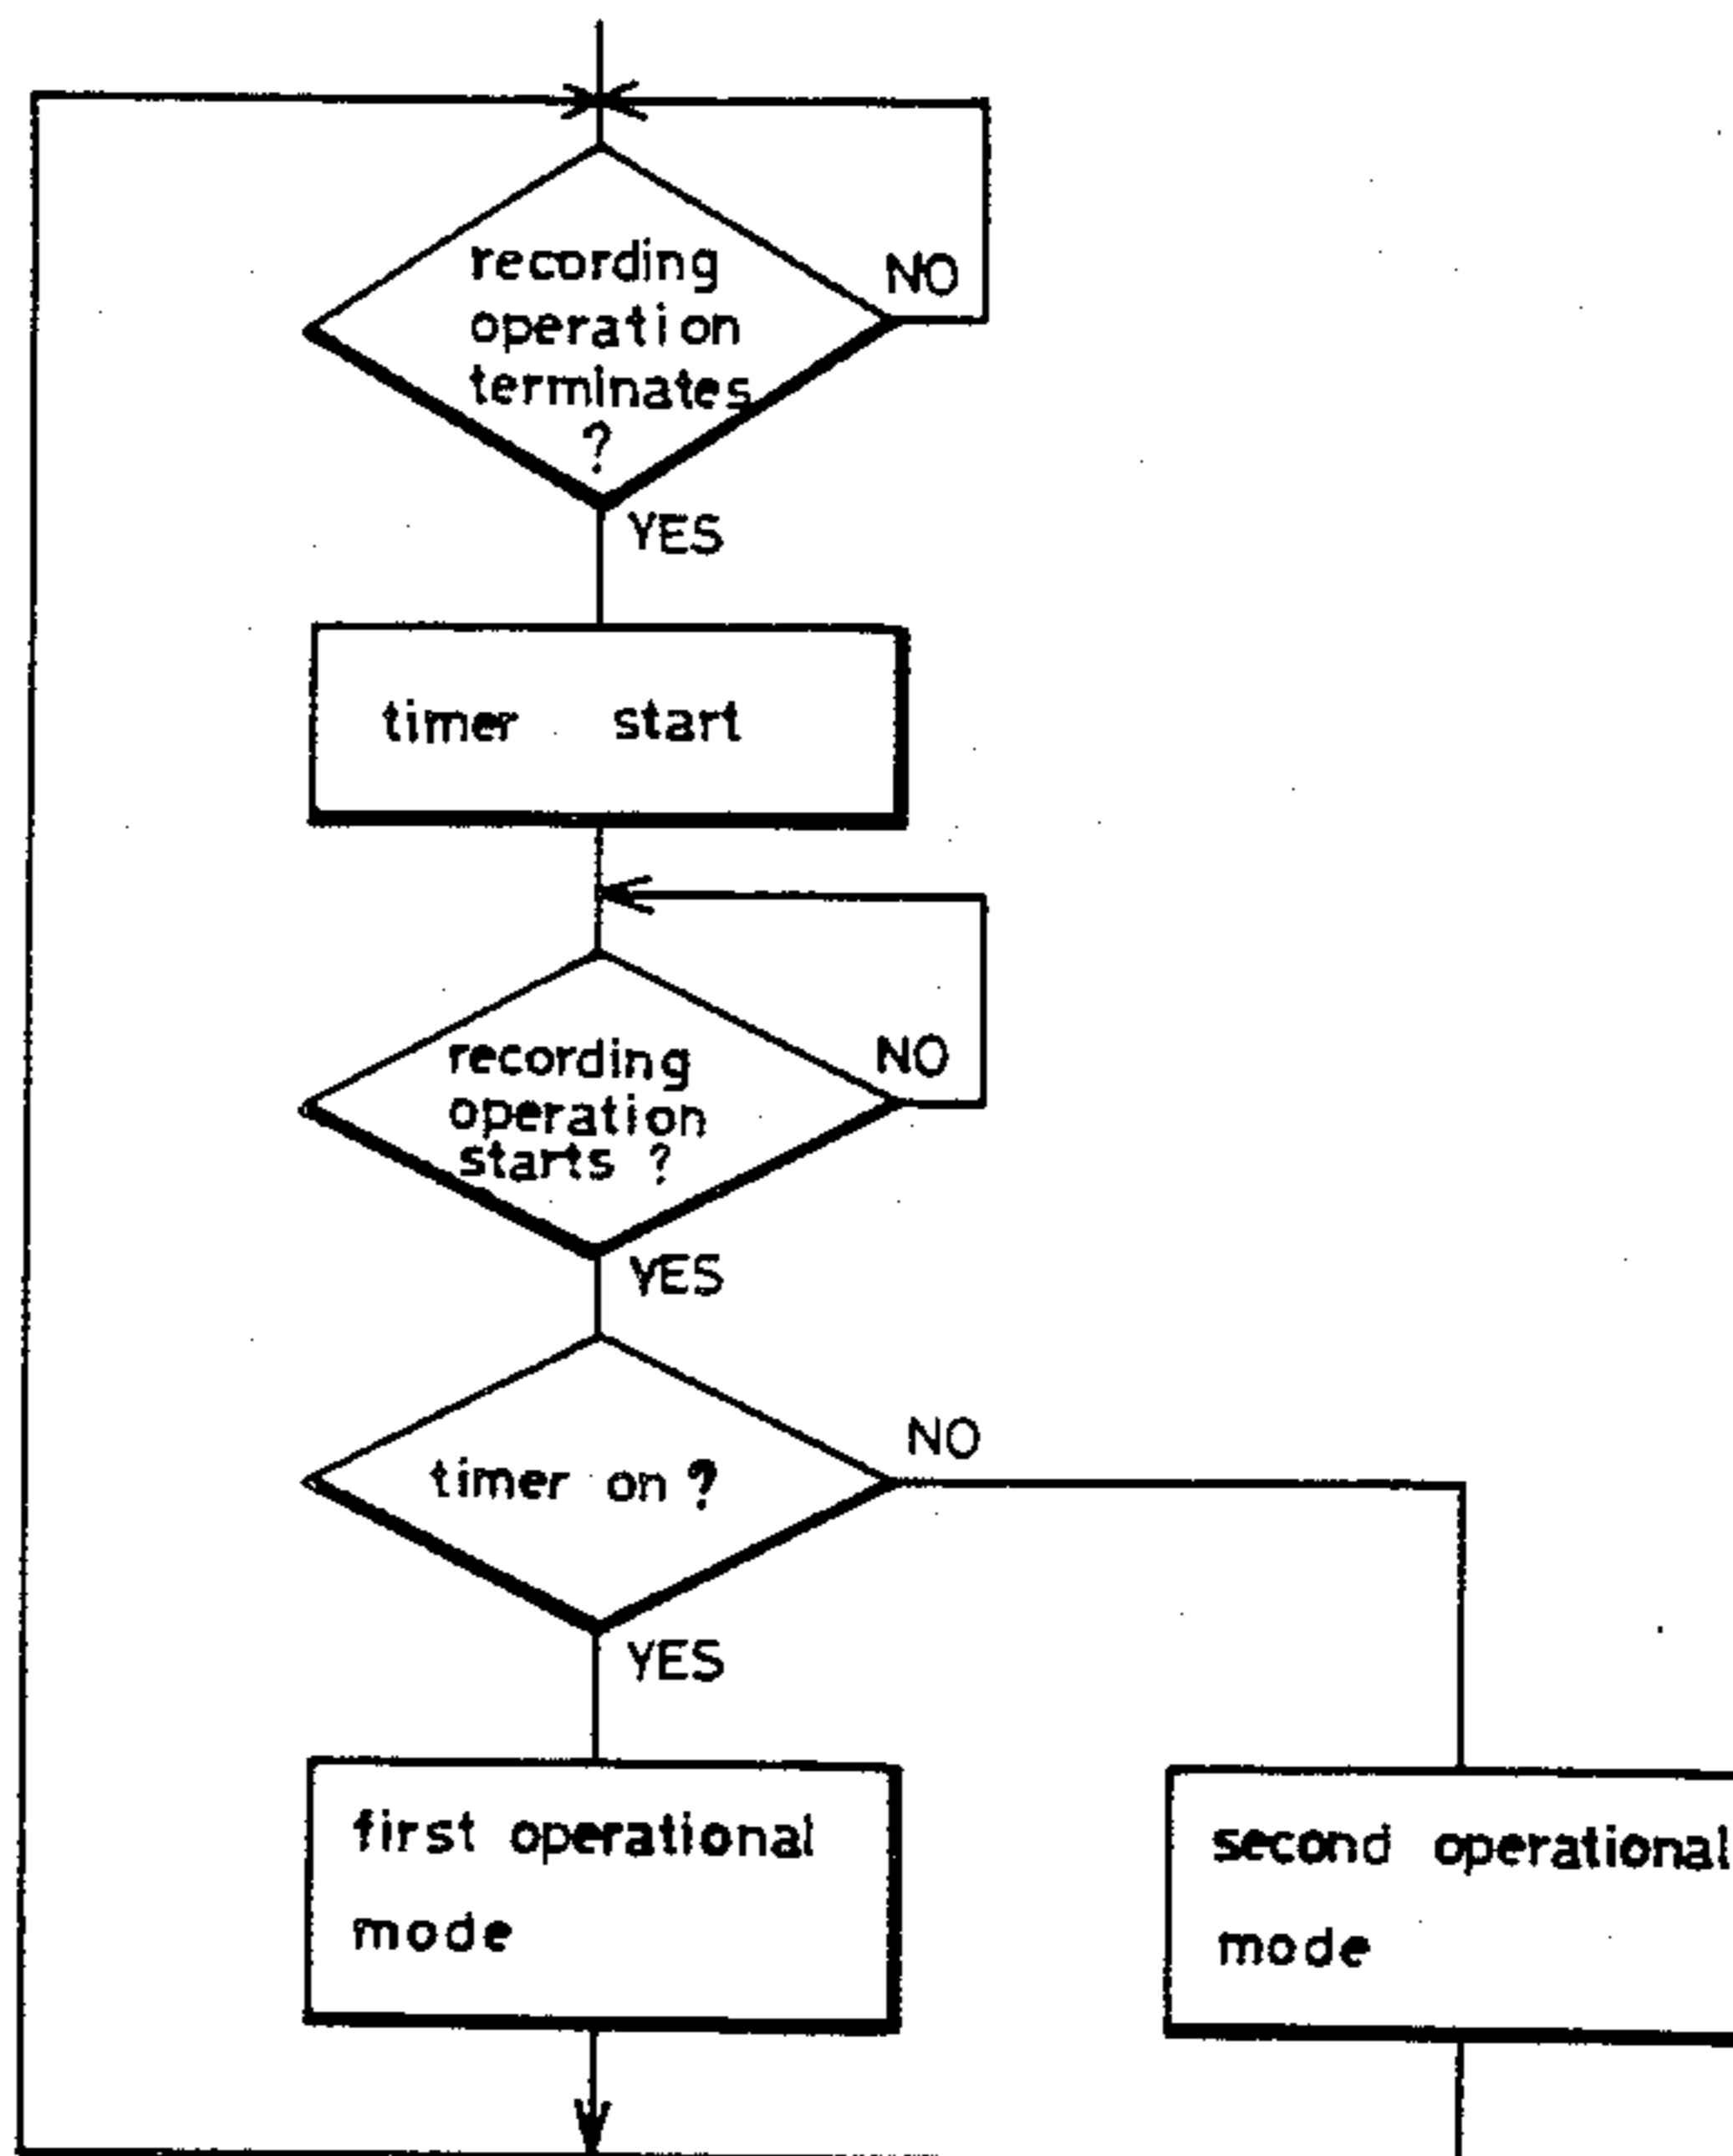 recording
operation
terminates
?
NO
YES
timer start
recording
operation
starts ?
NO
YES
timer on ?
NO
YES
first operational
mode
second operational
mode